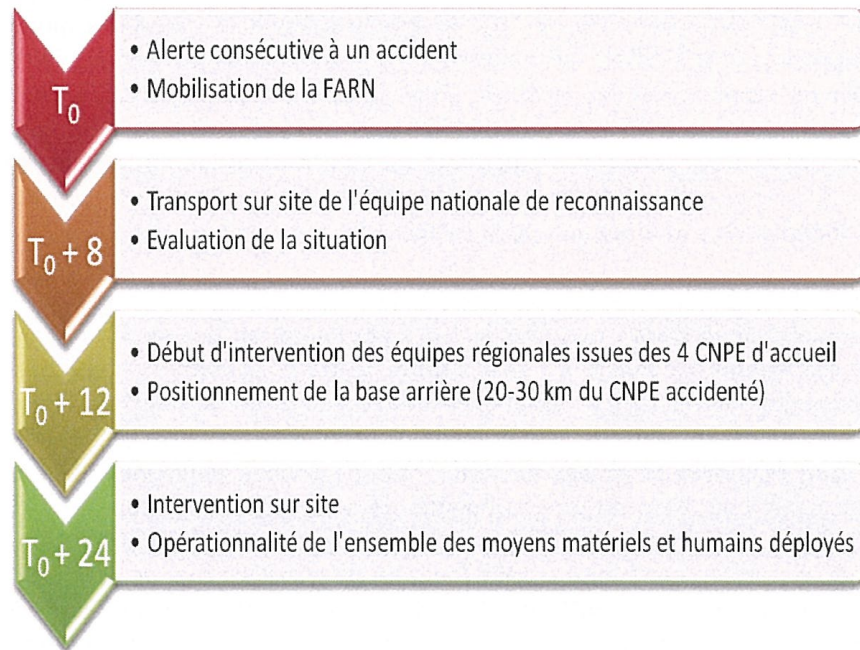 T₀
• Alerte consécutive à un accident
• Mobilisation de la FARN
T₀ + 8
• Transport sur site de l'équipe nationale de reconnaissance
• Evaluation de la situation
T₀ + 12
• Début d'intervention des équipes régionales issues des 4 CNPE d'accueil
• Positionnement de la base arrière (20-30 km du CNPE accidenté)
T₀ + 24
• Intervention sur site
• Opérationnalité de l'ensemble des moyens matériels et humains déployés